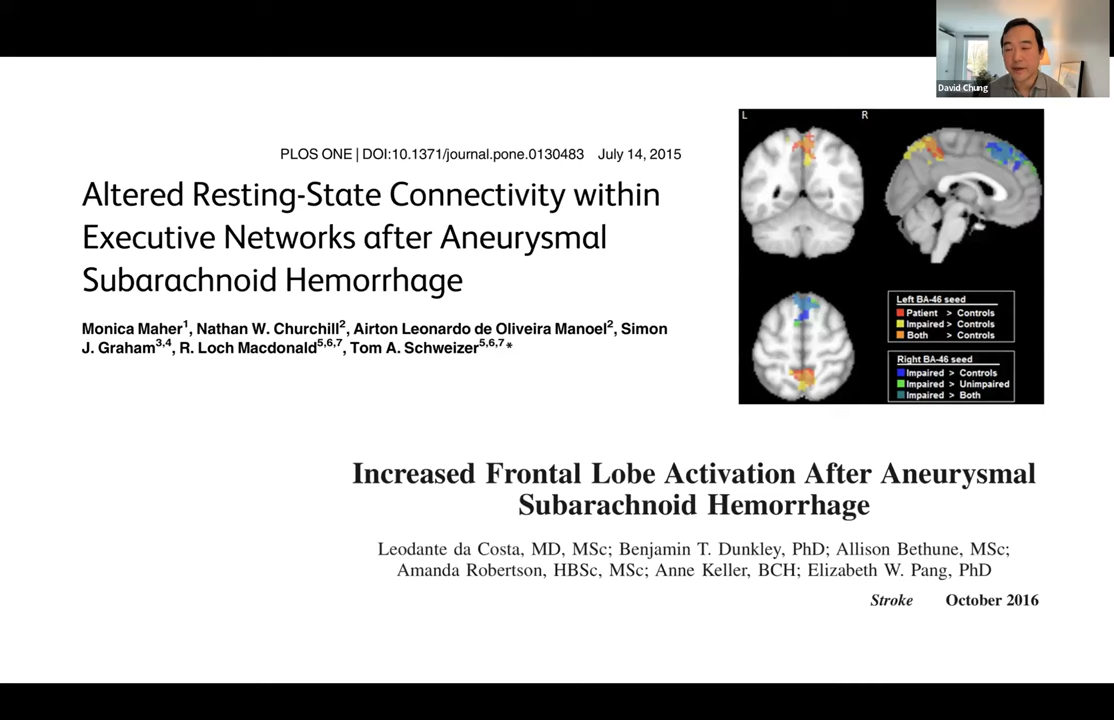 David Chung
PLOS ONE | DOI:10.1371/journal.pone.0130483 July 14, 2015
Altered Resting-State Connectivity within
Executive Networks after Aneurysmal
Subarachnoid Hemorrhage
Monica Maher1, Nathan W. Churchill2, Airton Leonardo de Oliveira Manoel2, Simon
J. Graham3,4, R. Loch Macdonald5,6,7, Tom A. Schweizer5,6,7*
L R
Left BA-46 seed
Patient > Controls
Impaired > Controls
Both > Controls
Right BA-46 seed
Impaired > Controls
Impaired > Unimpaired
Impaired > Both
Increased Frontal Lobe Activation After Aneurysmal
Subarachnoid Hemorrhage
Leodante da Costa, MD, MSc; Benjamin T. Dunkley, PhD; Allison Bethune, MSc;
Amanda Robertson, HBSc, MSc; Anne Keller, BCH; Elizabeth W. Pang, PhD
Stroke October 2016